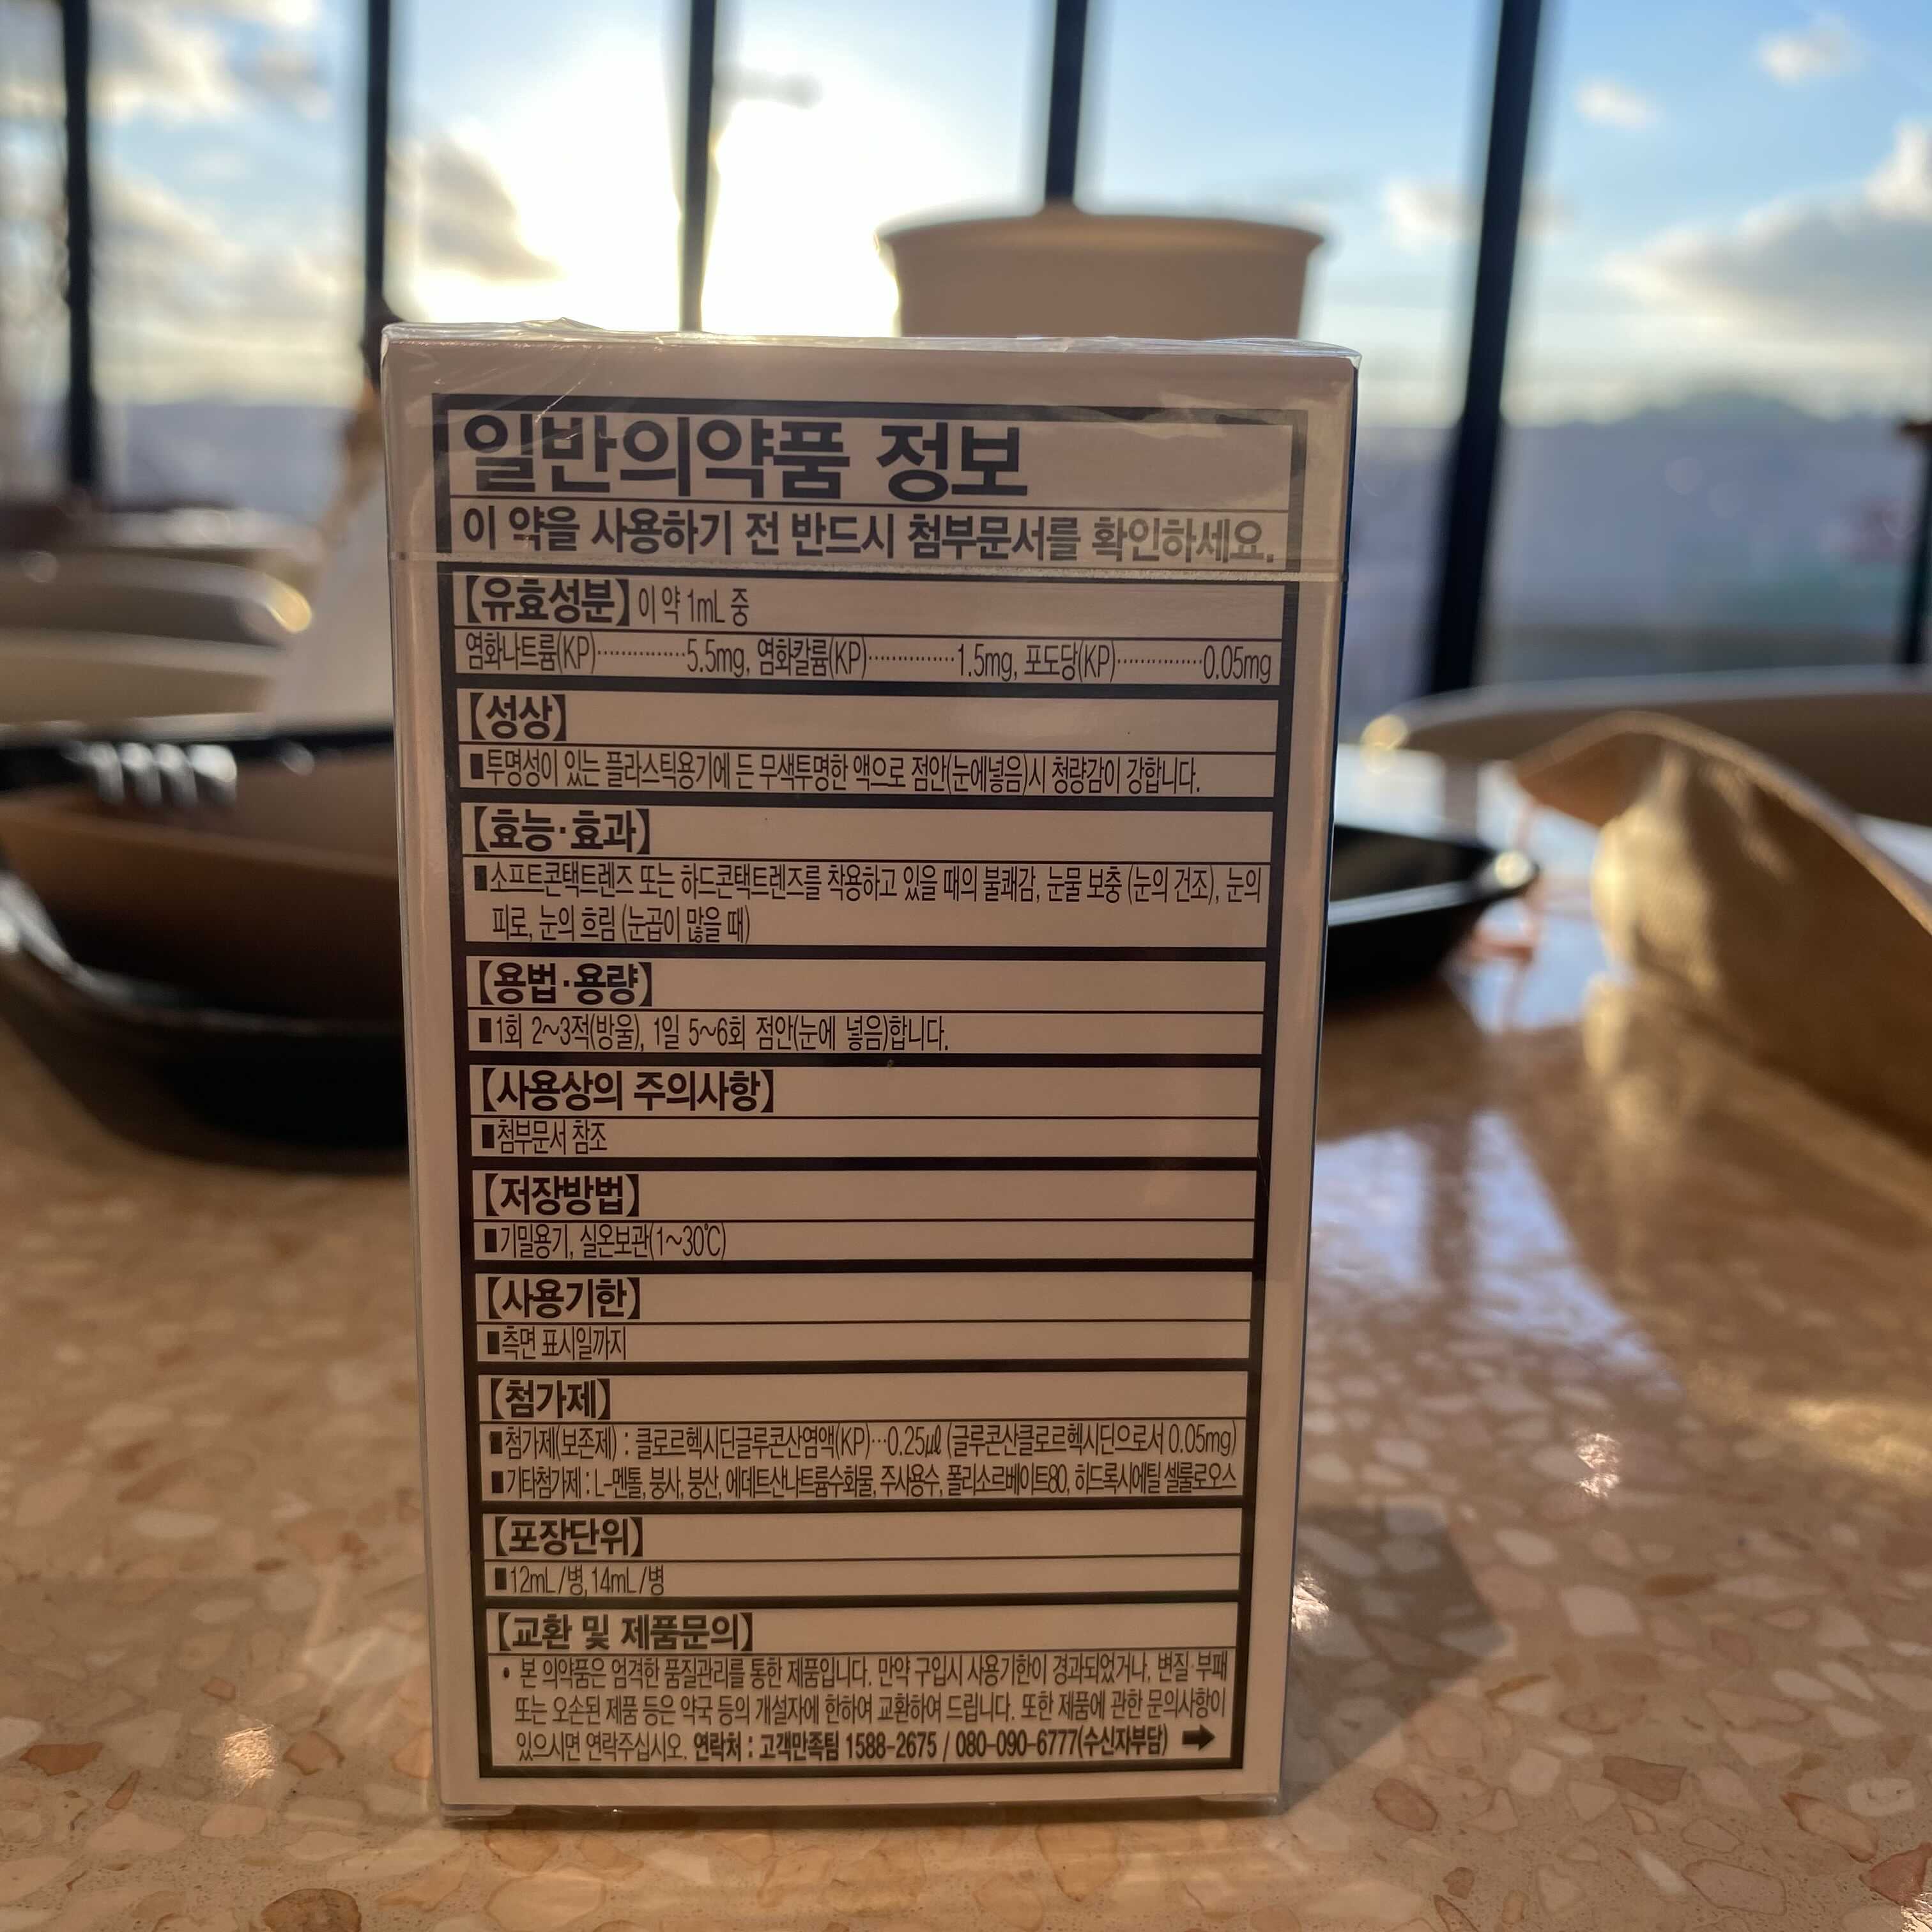 일반의약품 정보
이 약을 사용하기 전 반드시 첨부문서를 확인하세요.
【유효성분】 이 약 1mL 중
염화나트륨(KP)···············5.5mg, 염화칼륨(KP)···············1.5mg, 포도당(KP)···············0.05mg
【성상】
■투명성이 있는 플라스틱용기에 든 무색투명한 액으로 점안(눈에넣음)시 청량감이 강합니다.
【효능·효과】
■소프트콘택트렌즈 또는 하드콘택트렌즈를 착용하고 있을 때의 불쾌감, 눈물 보충 (눈의 건조), 눈의
피로, 눈의 흐림 (눈곱이 많을 때)
【용법·용량】
■1회 2~3적(방울), 1일 5~6회 점안(눈에 넣음)합니다.
【사용상의 주의사항】
■첨부문서 참조
【저장방법】
■기밀용기, 실온보관(1~30℃)
【사용기한】
■측면 표시일까지
【첨가제】
■첨가제(보존제) : 클로르헥시딘글루콘산염액(KP)···0.25㎕ (글루콘산클로르헥시딘으로서 0.05mg)
■기타첨가제 : L-멘톨, 붕사, 붕산, 에데트산나트륨수화물, 주사용수, 폴리소르베이트80, 히드록시에틸 셀룰로오스
【포장단위】
■12mL/병,14mL/병
【교환 및 제품문의】
• 본 의약품은 엄격한 품질관리를 통한 제품입니다. 만약 구입시 사용기한이 경과되었거나, 변질·부패
또는 오손된 제품 등은 약국 등의 개설자에 한하여 교환하여 드립니다. 또한 제품에 관한 문의사항이
있으시면 연락주십시오. 연락처 : 고객만족팀 1588-2675 / 080-090-6777(수신자부담) ➡